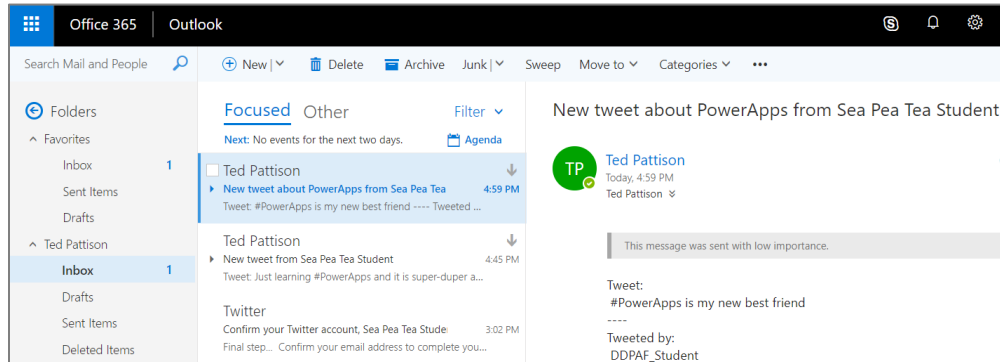 Office 365 Outlook
Search Mail and People
New Delete Archive Junk Sweep Move to Categories •••
Folders
Favorites
Inbox 1
Sent Items
Drafts
Ted Pattison
Inbox 1
Drafts
Sent Items
Deleted Items
Focused Other Filter
Next: No events for the next two days. Agenda
Ted Pattison
New tweet about PowerApps from Sea Pea Tea 4:59 PM
Tweet: #PowerApps is my new best friend ---- Tweeted ...
Ted Pattison
New tweet from Sea Pea Tea Student 4:45 PM
Tweet: Just learning #PowerApps and it is super-duper a...
Twitter
Confirm your Twitter account, Sea Pea Tea Stude 3:02 PM
Final step... Confirm your email address to complete you...
New tweet about PowerApps from Sea Pea Tea Student
TP
Ted Pattison
Today, 4:59 PM
Ted Pattison
This message was sent with low importance.
Tweet:
#PowerApps is my new best friend
----
Tweeted by:
DDPAF_Student